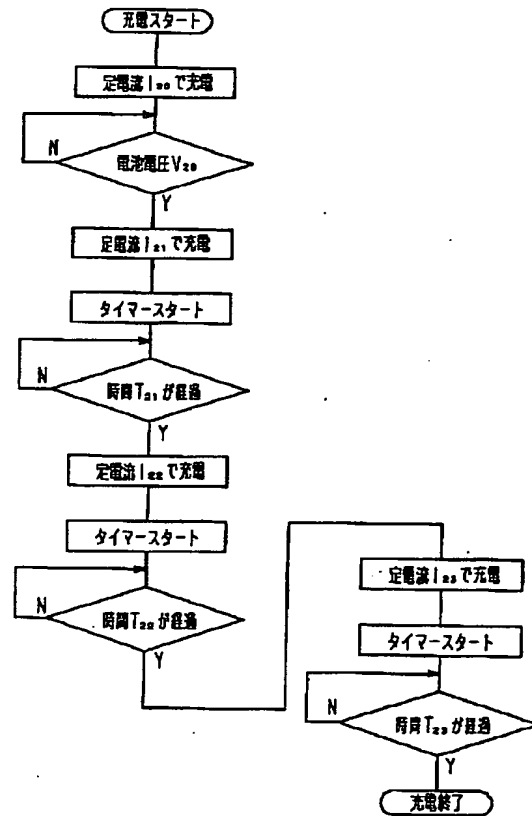 充電スタート
定電流I₂₀で充電
N
電池電圧V₂₀
Y
定電流I₂₁で充電
タイマースタート
N
時間T₂₁が経過
Y
定電流I₂₂で充電
タイマースタート
N
時間T₂₂が経過
Y
定電流I₂₃で充電
タイマースタート
N
時間T₂₃が経過
Y
充電終了